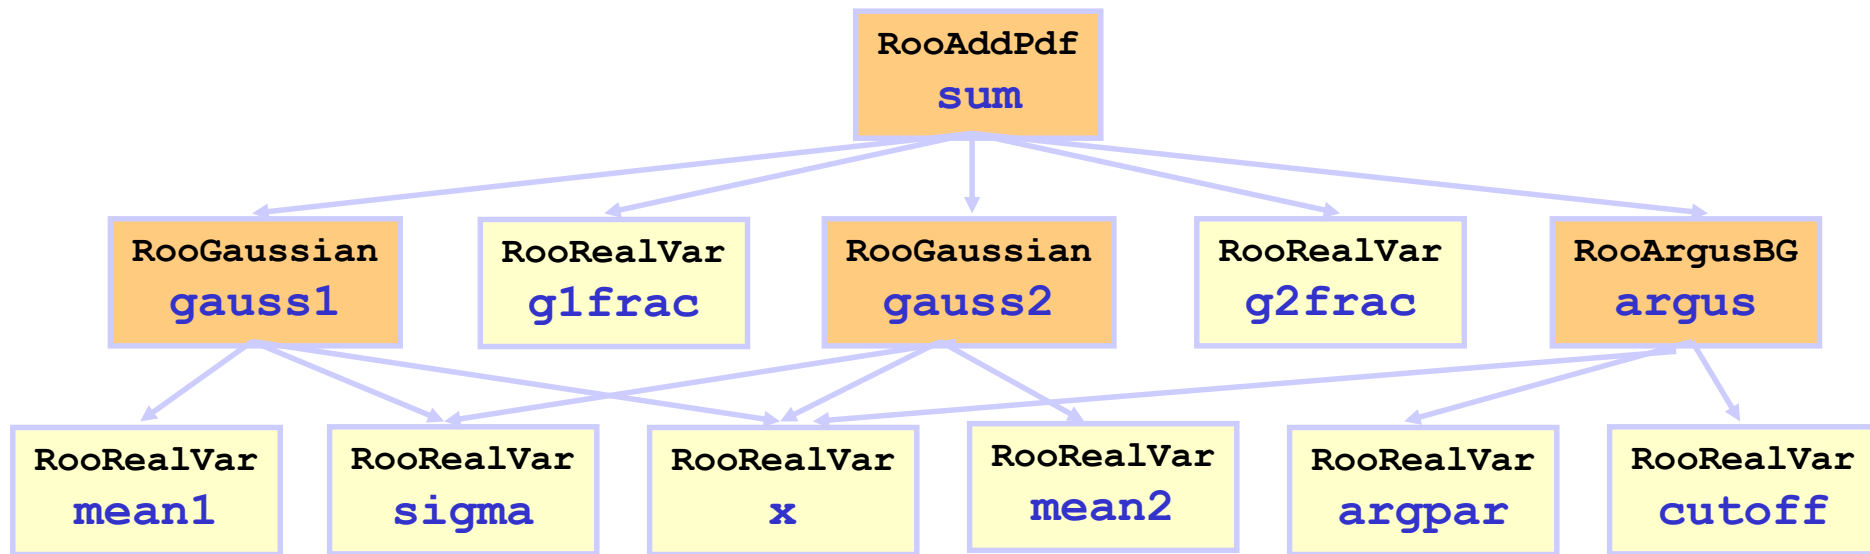 RooAddPdf
sum
RooGaussian
gauss1
RooRealVar
g1frac
RooGaussian
gauss2
RooRealVar
g2frac
RooArgusBG
argus
RooRealVar
mean1
RooRealVar
sigma
RooRealVar
x
RooRealVar
mean2
RooRealVar
argpar
RooRealVar
cutoff